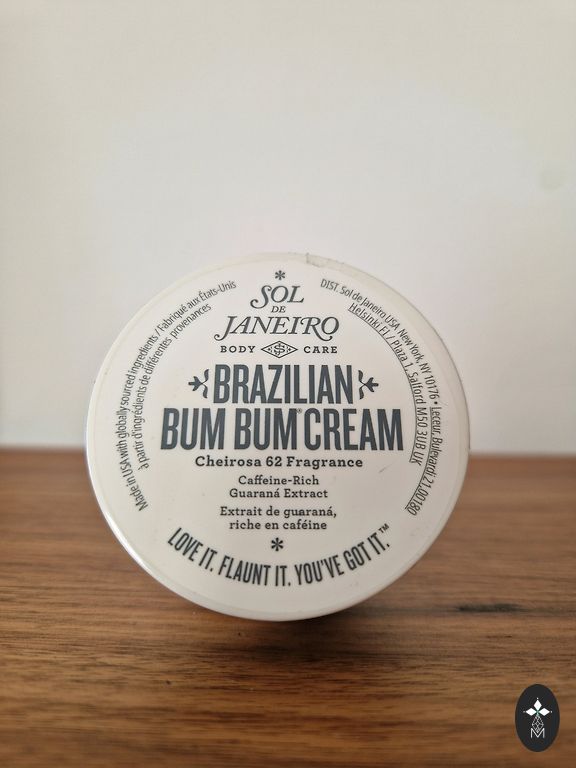 SOL
DE
JANEIRO
BODY CARE
BRAZILIAN
BUM BUM® CREAM
Cheirosa 62 Fragrance
Caffeine-Rich
Guaraná Extract
Extrait de guaraná,
riche en caféine
LOVE IT. FLAUNT IT. YOU'VE GOT IT.™
Made in USA with globally sourced ingredients / Fabriqué aux États-Unis
à partir d'ingrédients de différentes provenances
DIST. Sol de Janeiro USA New York, NY 10176 • Leceur, Bulevardi 21, 00180
Helsinki FI / Plaza 1, Salford M50 3UB UK
M